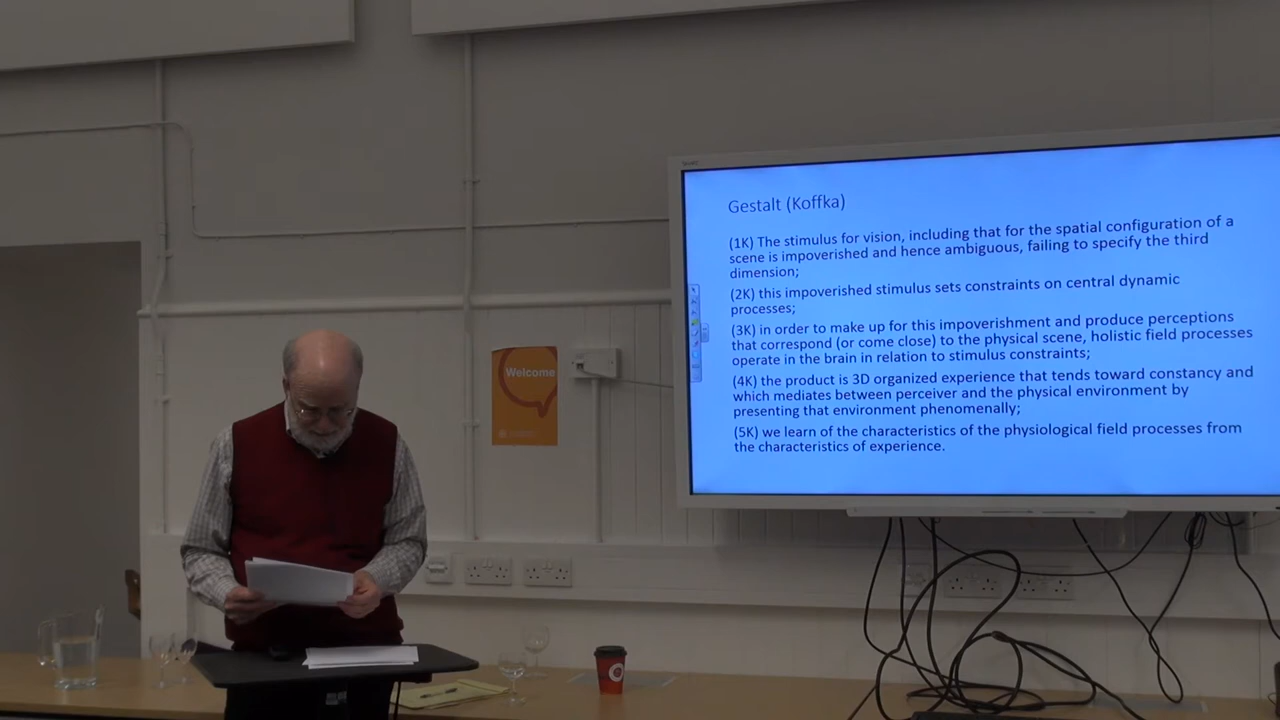 Gestalt (Koffka)
(1K) The stimulus for vision, including that for the spatial configuration of a
scene is impoverished and hence ambiguous, failing to specify the third
dimension;
(2K) this impoverished stimulus sets constraints on central dynamic
processes;
(3K) in order to make up for this impoverishment and produce perceptions
that correspond (or come close) to the physical scene, holistic field processes
operate in the brain in relation to stimulus constraints;
(4K) the product is 3D organized experience that tends toward constancy and
which mediates between perceiver and the physical environment by
presenting that environment phenomenally;
(5K) we learn of the characteristics of the physiological field processes from
the characteristics of experience.
Welcome